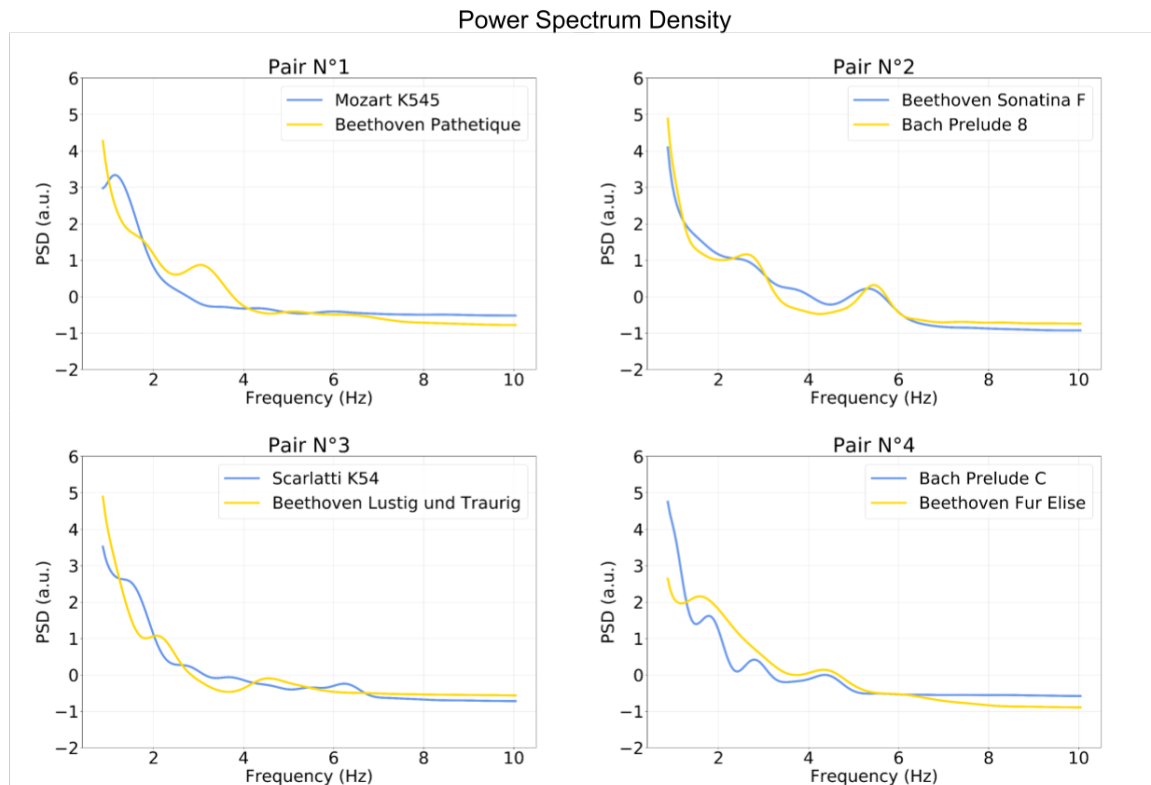 Power Spectrum Density
Pair N°1
6
5
4
3
2
1
0
−1
−2
PSD (a.u.)
Mozart K545
Beethoven Pathetique
2 4 6 8 10
Frequency (Hz)
Pair N°2
6
5
4
3
2
1
0
−1
−2
PSD (a.u.)
Beethoven Sonatina F
Bach Prelude 8
2 4 6 8 10
Frequency (Hz)
Pair N°3
6
5
4
3
2
1
0
−1
−2
PSD (a.u.)
Scarlatti K54
Beethoven Lustig und Traurig
2 4 6 8 10
Frequency (Hz)
Pair N°4
6
5
4
3
2
1
0
−1
−2
PSD (a.u.)
Bach Prelude C
Beethoven Fur Elise
2 4 6 8 10
Frequency (Hz)